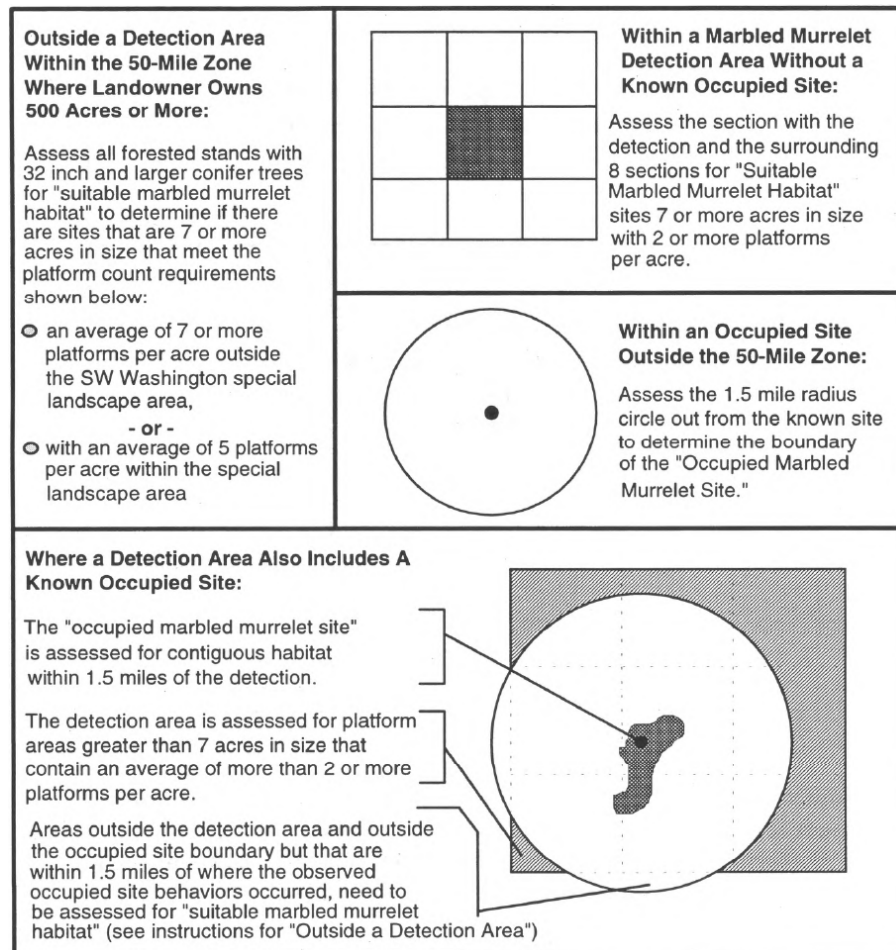 Outside a Detection Area
Within the 50-Mile Zone
Where Landowner Owns
500 Acres or More:
Assess all forested stands with
32 inch and larger conifer trees
for "suitable marbled murrelet
habitat" to determine if there
are sites that are 7 or more
acres in size that meet the
platform count requirements
shown below:
an average of 7 or more
platforms per acre outside
the SW Washington special
landscape area,
- or -
with an average of 5 platforms
per acre within the special
landscape area
Within a Marbled Murrelet
Detection Area Without a
Known Occupied Site:
Assess the section with the
detection and the surrounding
8 sections for "Suitable
Marbled Murrelet Habitat"
sites 7 or more acres in size
with 2 or more platforms
per acre.
Within an Occupied Site
Outside the 50-Mile Zone:
Assess the 1.5 mile radius
circle out from the known site
to determine the boundary
of the "Occupied Marbled
Murrelet Site."
Where a Detection Area Also Includes A
Known Occupied Site:
The "occupied marbled murrelet site"
is assessed for contiguous habitat
within 1.5 miles of the detection.
The detection area is assessed for platform
areas greater than 7 acres in size that
contain an average of more than 2 or more
platforms per acre.
Areas outside the detection area and outside
the occupied site boundary but that are
within 1.5 miles of where the observed
occupied site behaviors occurred, need to
be assessed for "suitable marbled murrelet
habitat" (see instructions for "Outside a Detection Area")